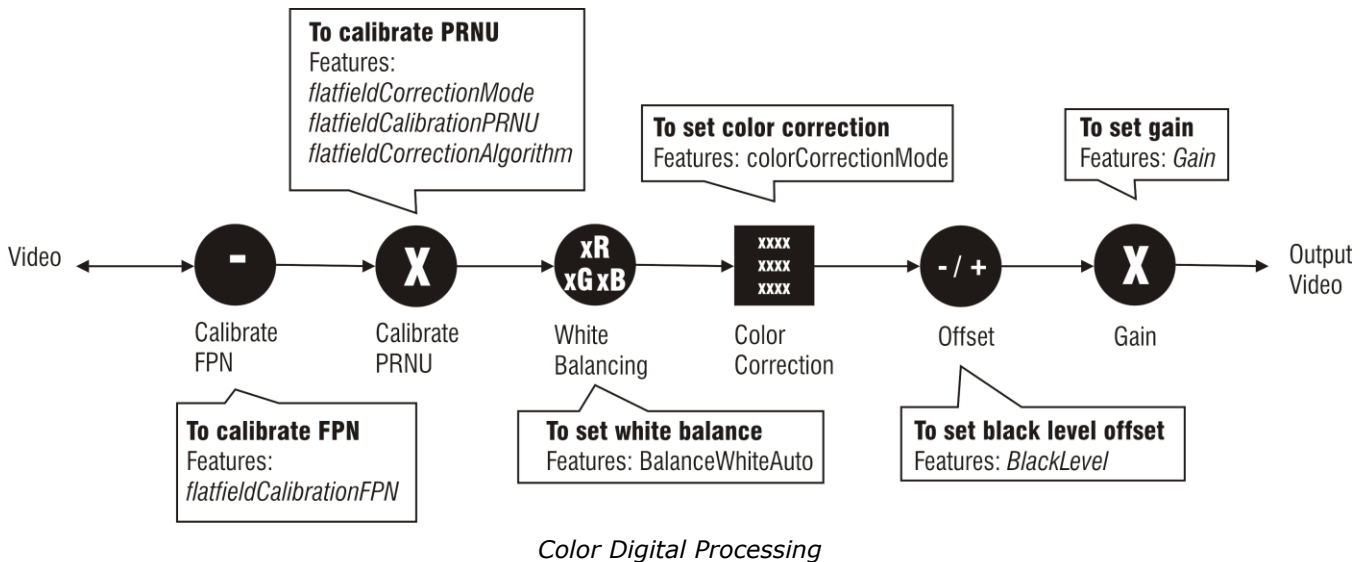 To calibrate PRNU
Features:
flatfieldCorrectionMode
flatfieldCalibrationPRNU
flatfieldCorrectionAlgorithm
To set color correction
Features: colorCorrectionMode
To set gain
Features: Gain
Video
-
X
xR
xG xB
xxxx
xxxx
xxxx
- / +
X
Output
Video
Calibrate
FPN
Calibrate
PRNU
White
Balancing
Color
Correction
Offset
Gain
To calibrate FPN
Features:
flatfieldCalibrationFPN
To set white balance
Features: BalanceWhiteAuto
To set black level offset
Features: BlackLevel
Color Digital Processing